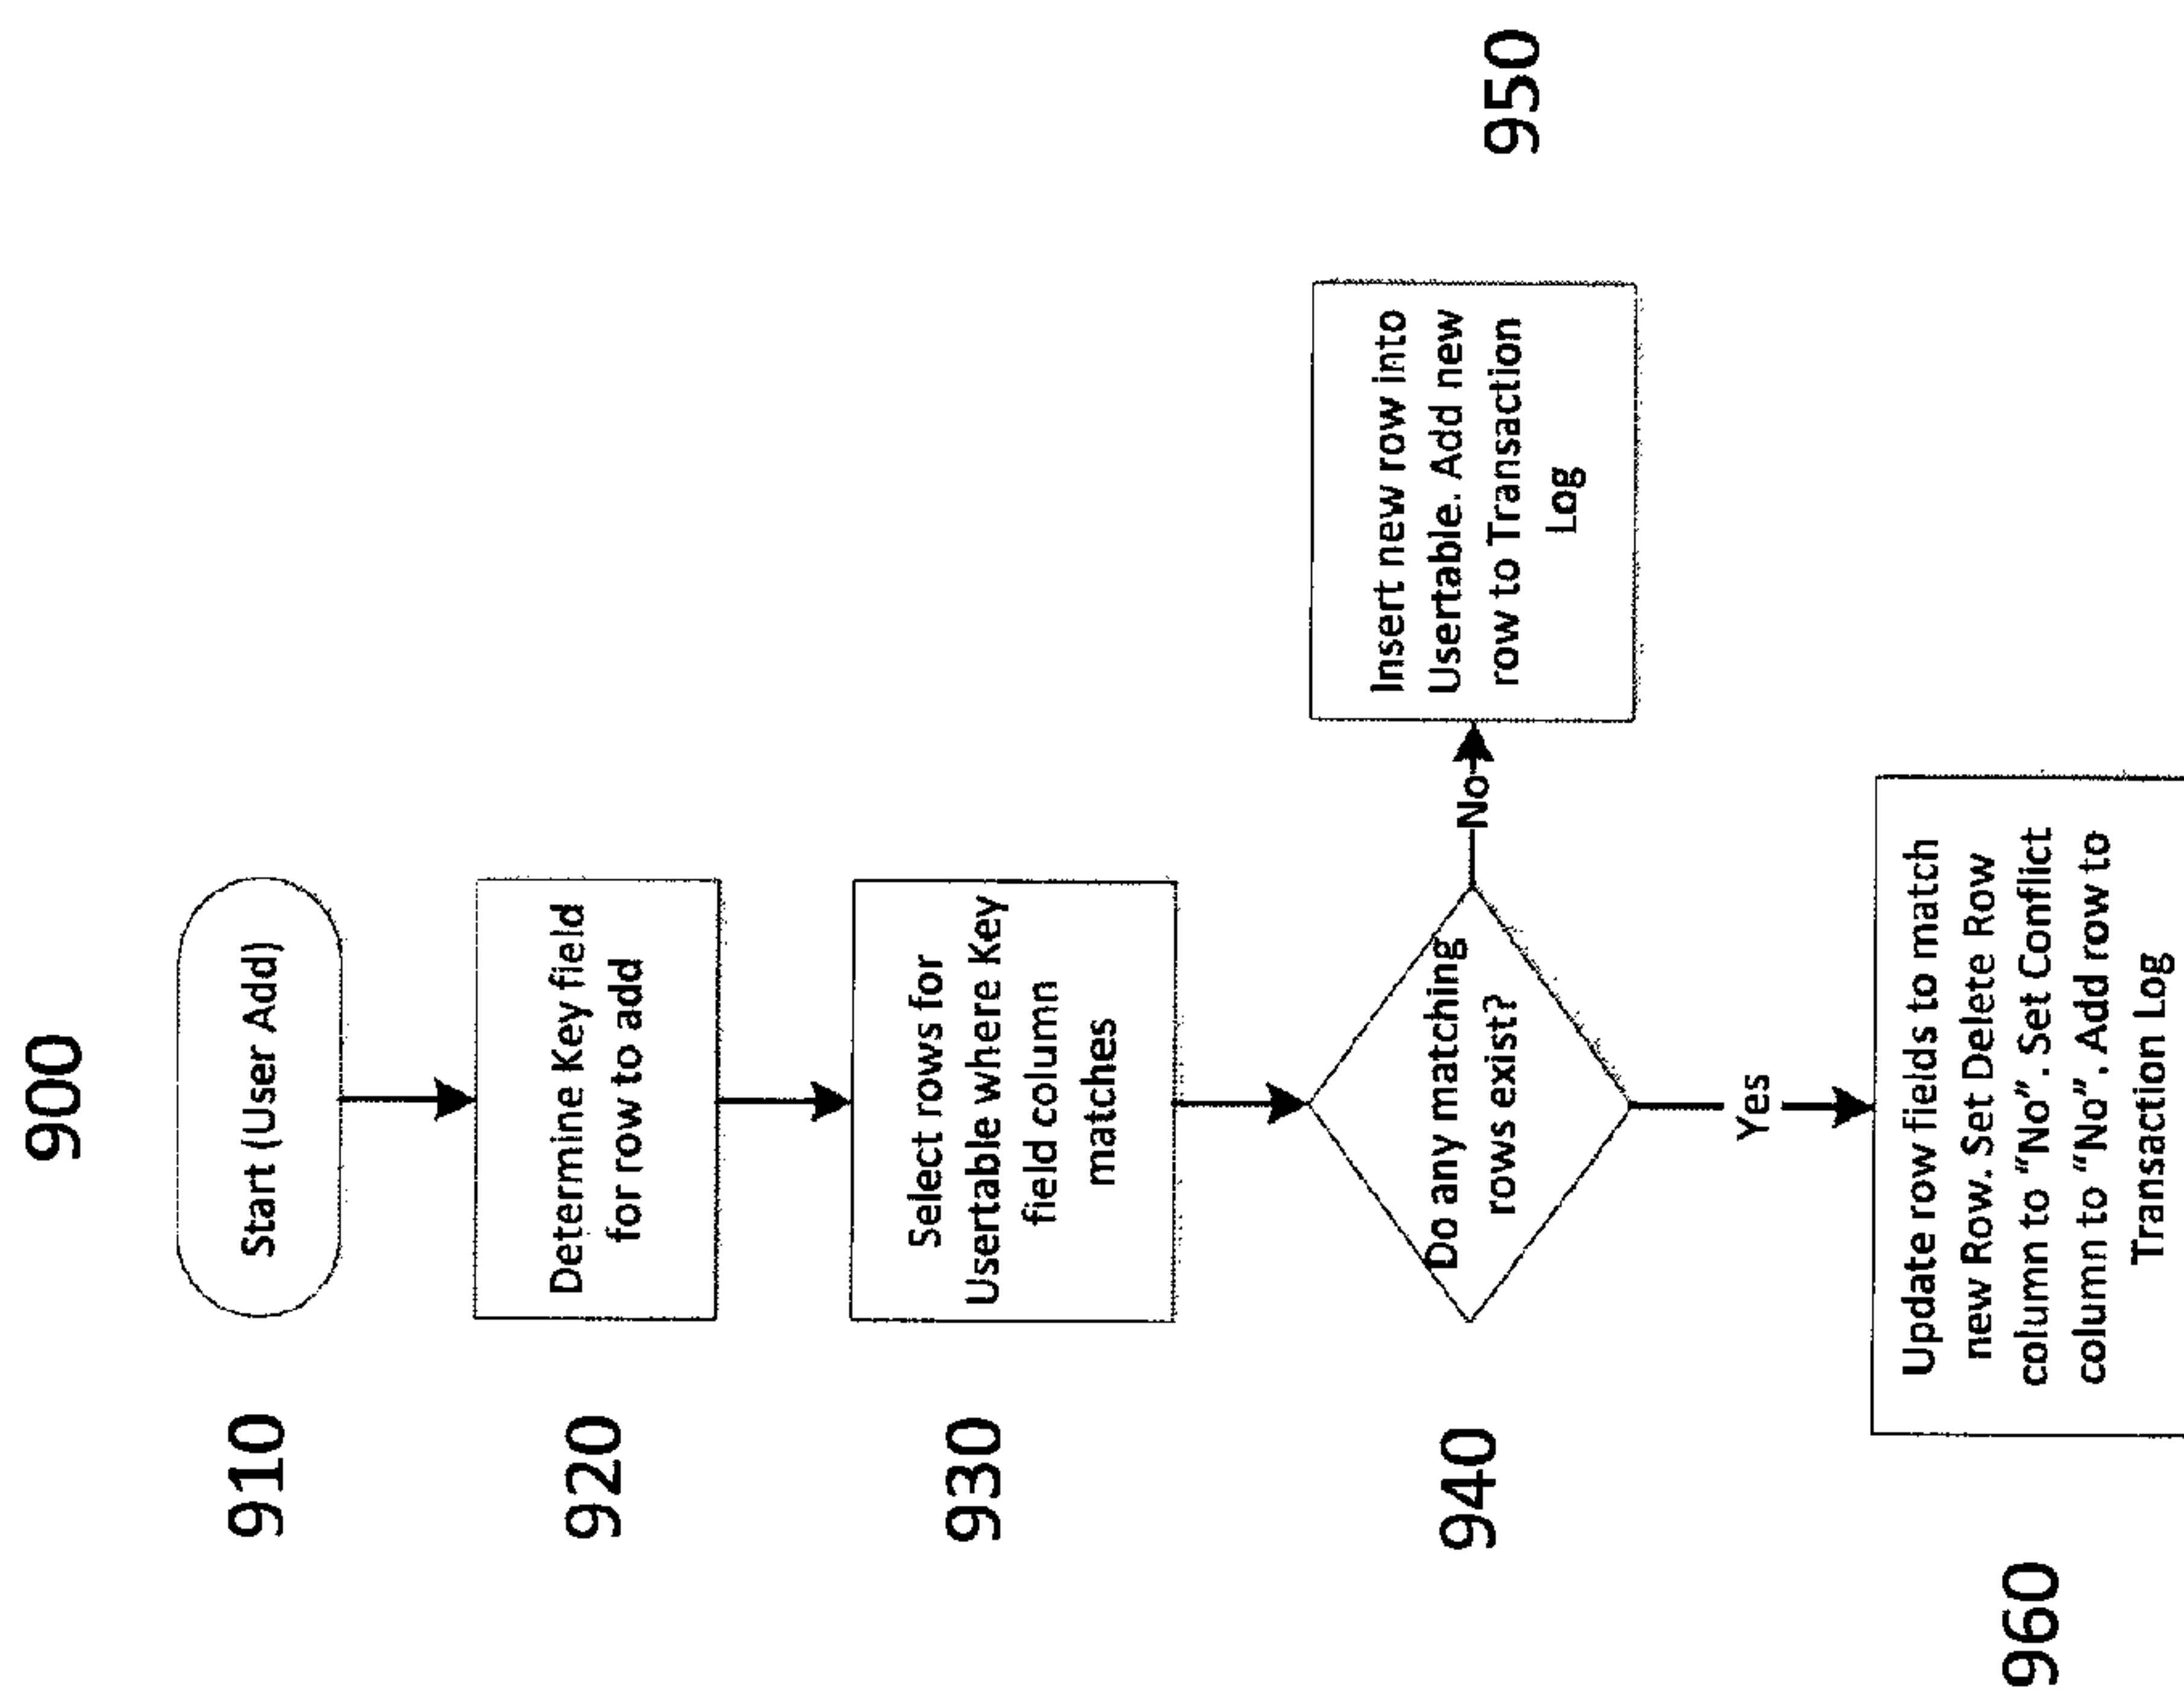 900
910
Start (User Add)
920
Determine Key field
for row to add
930
Select rows for
Usertable where Key
field column
matches
940
Do any matching
rows exist?
No
Insert new row into
Usertable. Add new
row to Transaction
Log
950
Yes
960
Update row fields to match
new Row. Set Delete Row
column to “No”. Set Conflict
column to “No”. Add row to
Transaction Log